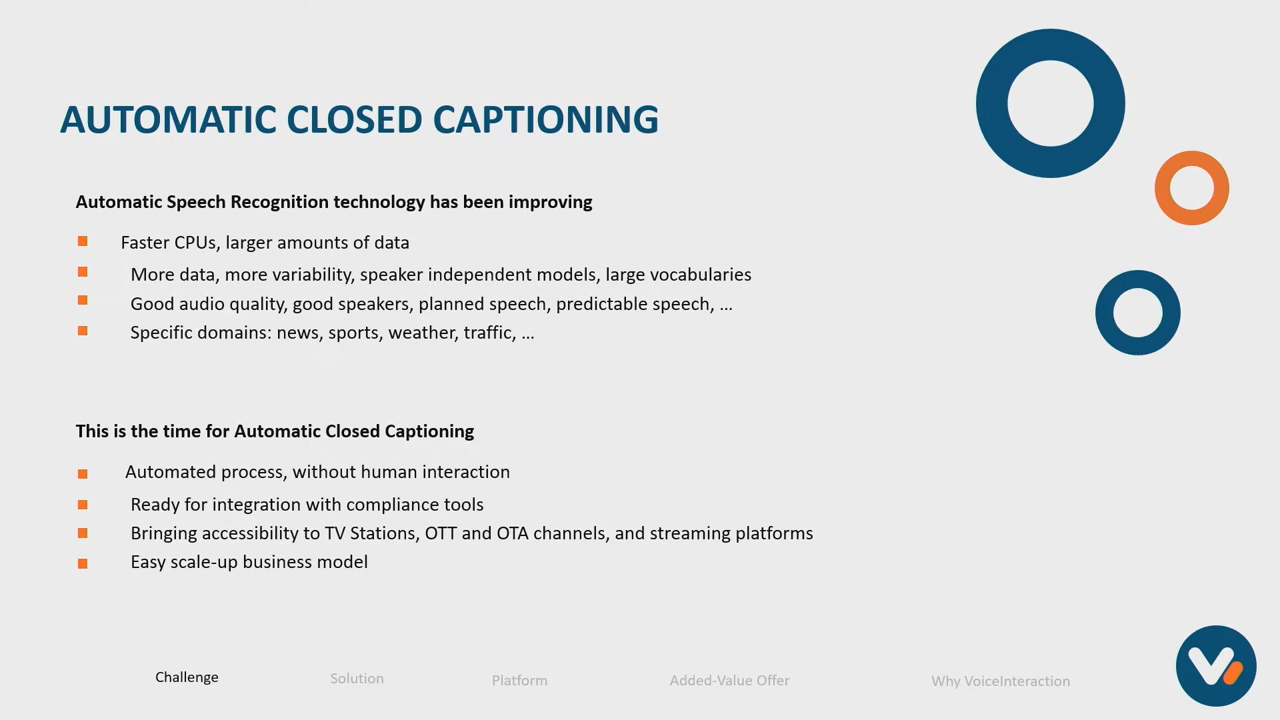 AUTOMATIC CLOSED CAPTIONING
Automatic Speech Recognition technology has been improving
Faster CPUs, larger amounts of data
More data, more variability, speaker independent models, large vocabularies
Good audio quality, good speakers, planned speech, predictable speech, ...
Specific domains: news, sports, weather, traffic, ...
This is the time for Automatic Closed Captioning
Automated process, without human interaction
Ready for integration with compliance tools
Bringing accessibility to TV Stations, OTT and OTA channels, and streaming platforms
Easy scale-up business model
Challenge Solution Platform Added-Value Offer Why VoiceInteraction